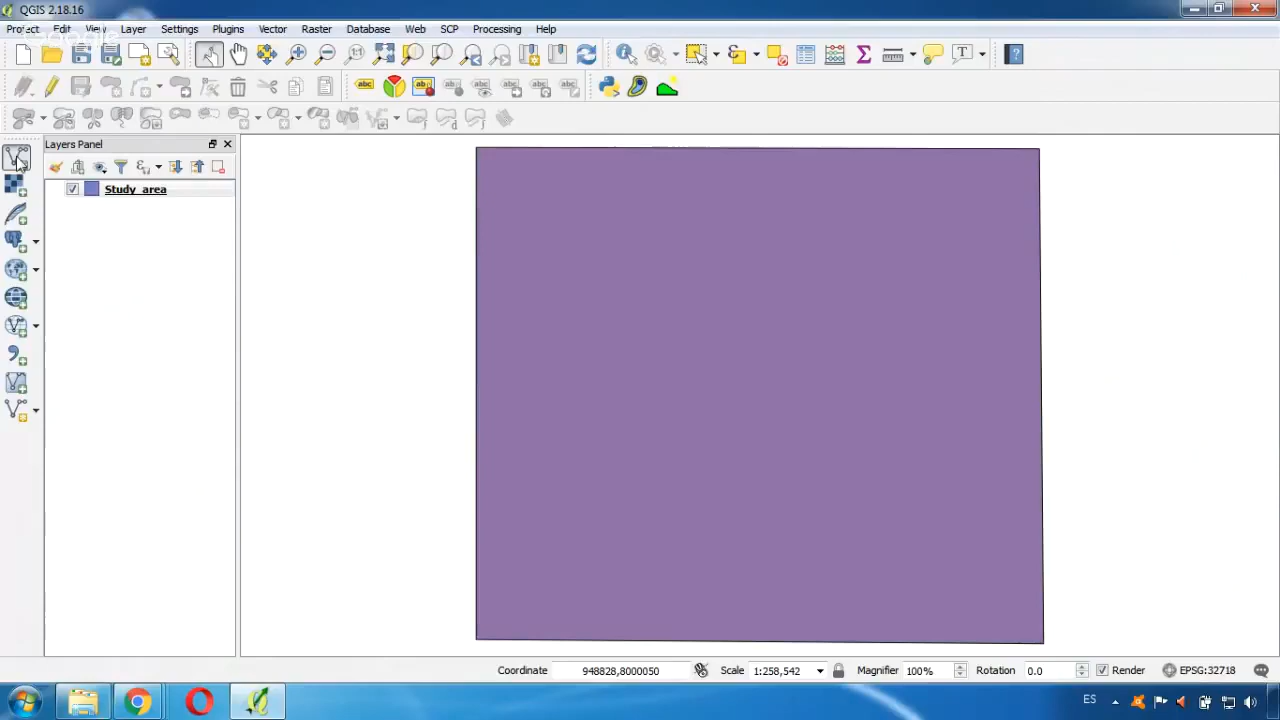 QGIS 2.18.16
Project Edit View Layer Settings Plugins Vector Raster Database Web SCP Processing Help
Layers Panel
Study_area
Coordinate 948828,8000050 Scale 1:258,542 Magnifier 100% Rotation 0.0 Render EPSG:32718
ES